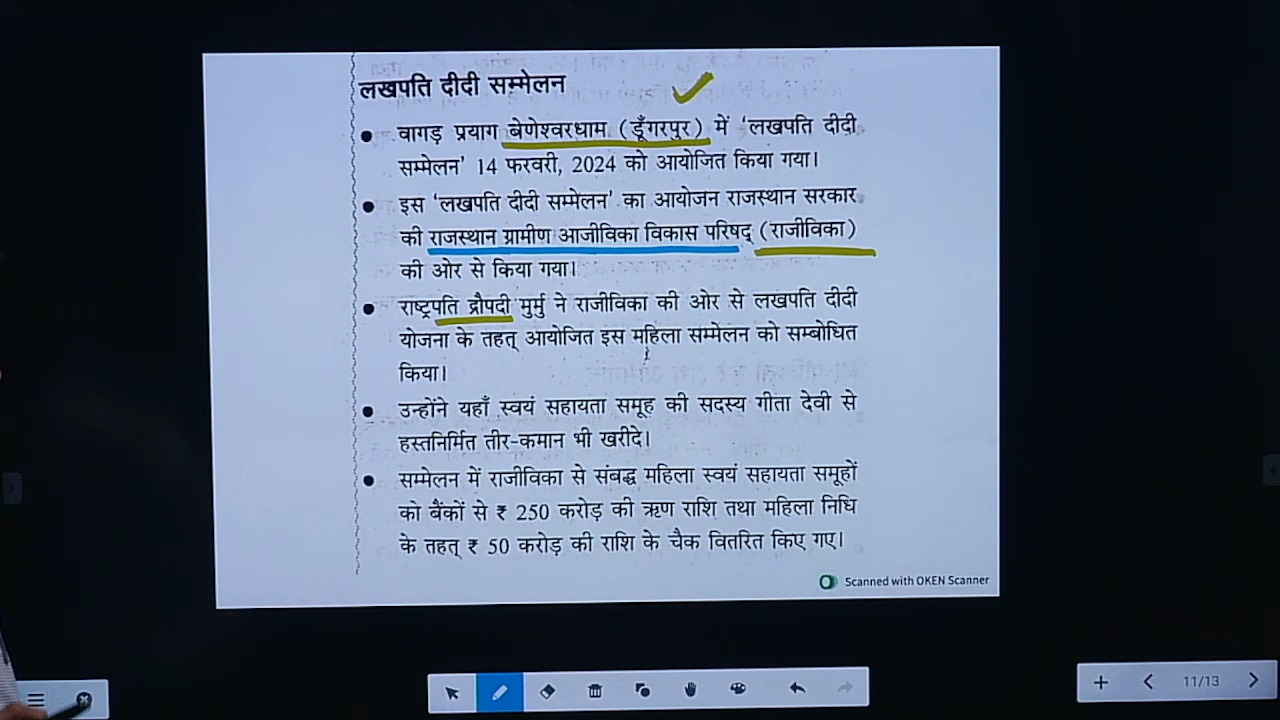 लखपति दीदी सम्मेलन
● वागड़ प्रयाग बेणेश्वरधाम (डूँगरपुर) में 'लखपति दीदी
सम्मेलन' 14 फरवरी, 2024 को आयोजित किया गया।
● इस 'लखपति दीदी सम्मेलन' का आयोजन राजस्थान सरकार
की राजस्थान ग्रामीण आजीविका विकास परिषद् (राजीविका)
की ओर से किया गया।
● राष्ट्रपति द्रौपदी मुर्मु ने राजीविका की ओर से लखपति दीदी
योजना के तहत् आयोजित इस महिला सम्मेलन को सम्बोधित
किया।
● उन्होंने यहाँ स्वयं सहायता समूह की सदस्य गीता देवी से
हस्तनिर्मित तीर-कमान भी खरीदे।
● सम्मेलन में राजीविका से संबद्ध महिला स्वयं सहायता समूहों
को बैंकों से ₹ 250 करोड़ की ऋण राशि तथा महिला निधि
के तहत् ₹ 50 करोड़ की राशि के चैक वितरित किए गए।
Scanned with OKEN Scanner
11/13